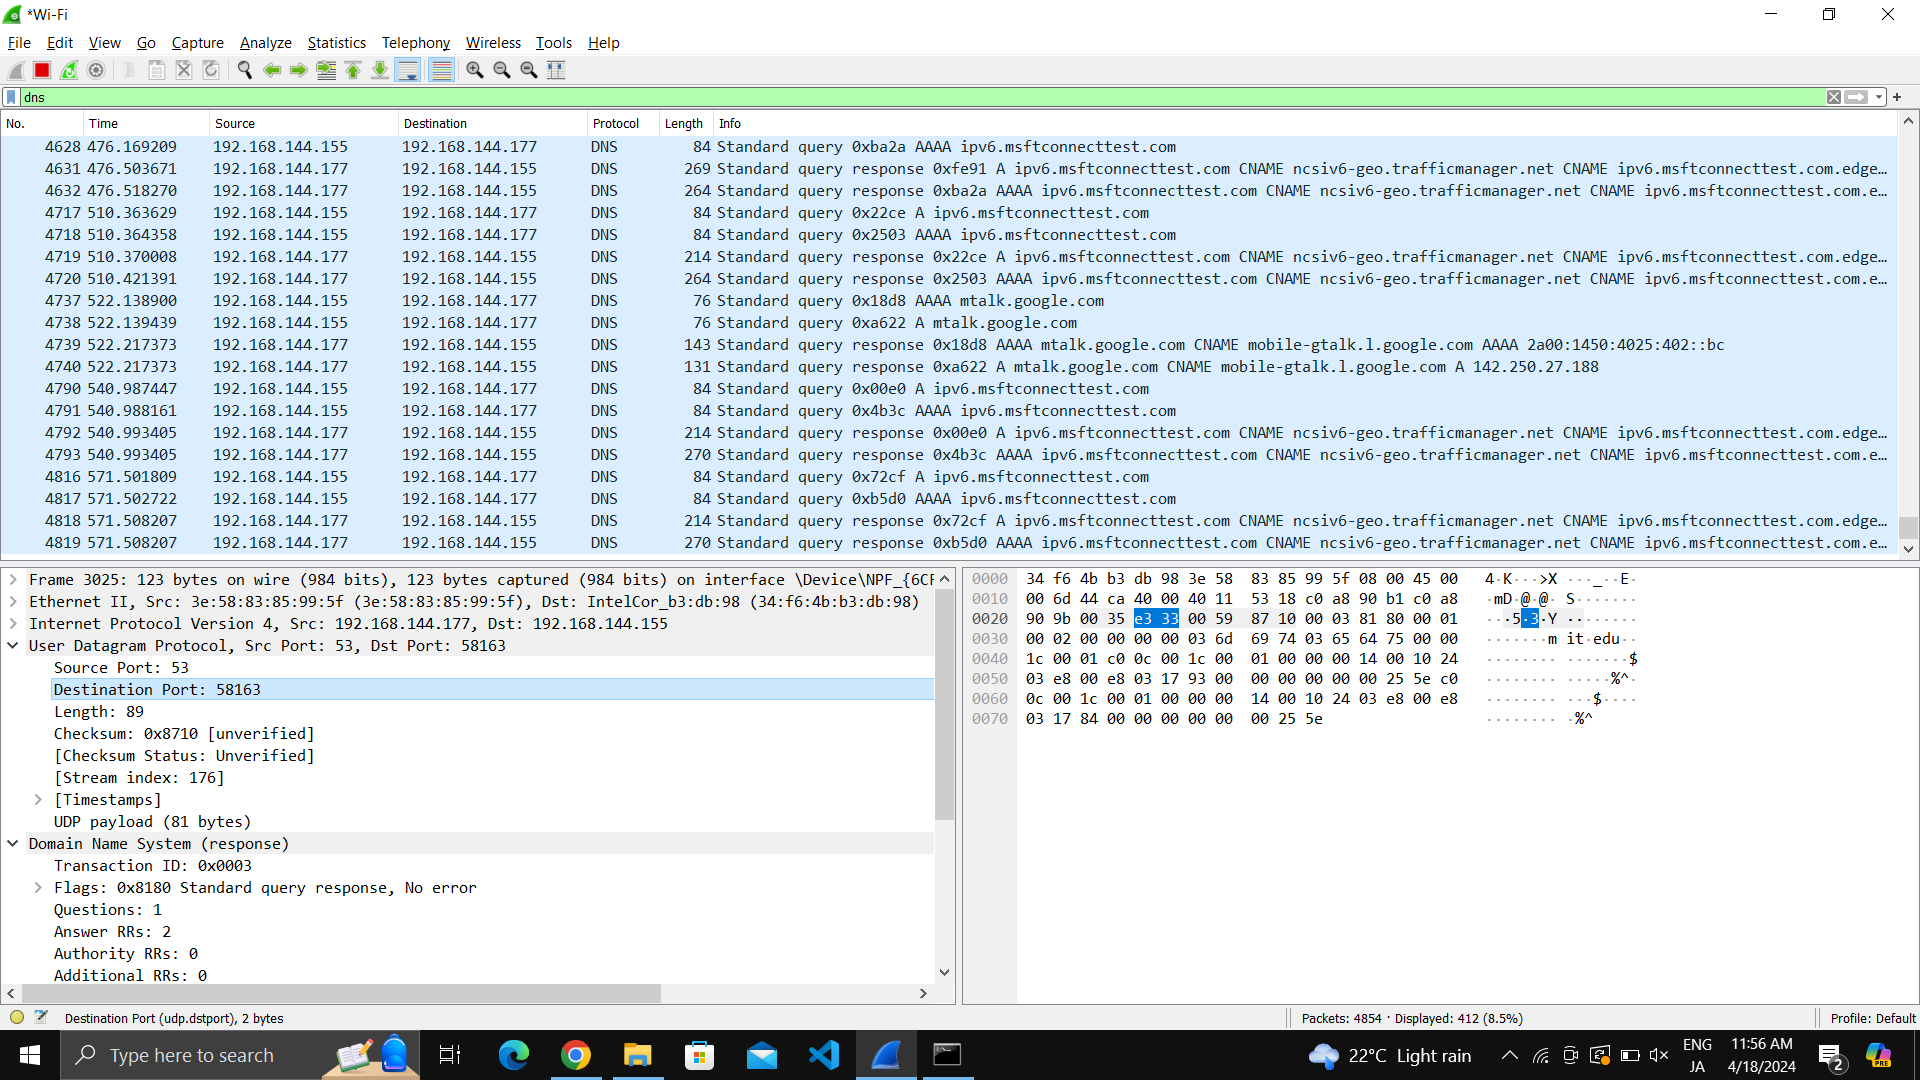 *Wi-Fi
File Edit View Go Capture Analyze Statistics Telephony Wireless Tools Help
dns
No. Time Source Destination Protocol Length Info
4628 476.169209 192.168.144.155 192.168.144.177 DNS 84 Standard query 0xba2a AAAA ipv6.msftconnecttest.com
4631 476.503671 192.168.144.177 192.168.144.155 DNS 269 Standard query response 0xfe91 A ipv6.msftconnecttest.com CNAME ncsiv6-geo.trafficmanager.net CNAME ipv6.msftconnecttest.com.edge…
4632 476.518270 192.168.144.177 192.168.144.155 DNS 264 Standard query response 0xba2a AAAA ipv6.msftconnecttest.com CNAME ncsiv6-geo.trafficmanager.net CNAME ipv6.msftconnecttest.com.e…
4717 510.363629 192.168.144.155 192.168.144.177 DNS 84 Standard query 0x22ce A ipv6.msftconnecttest.com
4718 510.364358 192.168.144.155 192.168.144.177 DNS 84 Standard query 0x2503 AAAA ipv6.msftconnecttest.com
4719 510.370008 192.168.144.177 192.168.144.155 DNS 214 Standard query response 0x22ce A ipv6.msftconnecttest.com CNAME ncsiv6-geo.trafficmanager.net CNAME ipv6.msftconnecttest.com.edge…
4720 510.421391 192.168.144.177 192.168.144.155 DNS 264 Standard query response 0x2503 AAAA ipv6.msftconnecttest.com CNAME ncsiv6-geo.trafficmanager.net CNAME ipv6.msftconnecttest.com.e…
4737 522.138900 192.168.144.155 192.168.144.177 DNS 76 Standard query 0x18d8 AAAA mtalk.google.com
4738 522.139439 192.168.144.155 192.168.144.177 DNS 76 Standard query 0xa622 A mtalk.google.com
4739 522.217373 192.168.144.177 192.168.144.155 DNS 143 Standard query response 0x18d8 AAAA mtalk.google.com CNAME mobile-gtalk.l.google.com AAAA 2a00:1450:4025:402::bc
4740 522.217373 192.168.144.177 192.168.144.155 DNS 131 Standard query response 0xa622 A mtalk.google.com CNAME mobile-gtalk.l.google.com A 142.250.27.188
4790 540.987447 192.168.144.155 192.168.144.177 DNS 84 Standard query 0x00e0 A ipv6.msftconnecttest.com
4791 540.988161 192.168.144.155 192.168.144.177 DNS 84 Standard query 0x4b3c AAAA ipv6.msftconnecttest.com
4792 540.993405 192.168.144.177 192.168.144.155 DNS 214 Standard query response 0x00e0 A ipv6.msftconnecttest.com CNAME ncsiv6-geo.trafficmanager.net CNAME ipv6.msftconnecttest.com.edge…
4793 540.993405 192.168.144.177 192.168.144.155 DNS 270 Standard query response 0x4b3c AAAA ipv6.msftconnecttest.com CNAME ncsiv6-geo.trafficmanager.net CNAME ipv6.msftconnecttest.com.e…
4816 571.501809 192.168.144.155 192.168.144.177 DNS 84 Standard query 0x72cf A ipv6.msftconnecttest.com
4817 571.502722 192.168.144.155 192.168.144.177 DNS 84 Standard query 0xb5d0 AAAA ipv6.msftconnecttest.com
4818 571.508207 192.168.144.177 192.168.144.155 DNS 214 Standard query response 0x72cf A ipv6.msftconnecttest.com CNAME ncsiv6-geo.trafficmanager.net CNAME ipv6.msftconnecttest.com.edge…
4819 571.508207 192.168.144.177 192.168.144.155 DNS 270 Standard query response 0xb5d0 AAAA ipv6.msftconnecttest.com CNAME ncsiv6-geo.trafficmanager.net CNAME ipv6.msftconnecttest.com.e…
Frame 3025: 123 bytes on wire (984 bits), 123 bytes captured (984 bits) on interface \Device\NPF_{6CF
Ethernet II, Src: 3e:58:83:85:99:5f (3e:58:83:85:99:5f), Dst: IntelCor_b3:db:98 (34:f6:4b:b3:db:98)
Internet Protocol Version 4, Src: 192.168.144.177, Dst: 192.168.144.155
User Datagram Protocol, Src Port: 53, Dst Port: 58163
Source Port: 53
Destination Port: 58163
Length: 89
Checksum: 0x8710 [unverified]
[Checksum Status: Unverified]
[Stream index: 176]
[Timestamps]
UDP payload (81 bytes)
Domain Name System (response)
Transaction ID: 0x0003
Flags: 0x8180 Standard query response, No error
Questions: 1
Answer RRs: 2
Authority RRs: 0
Additional RRs: 0
0000 34 f6 4b b3 db 98 3e 58 83 85 99 5f 08 00 45 00 4·K···>X ···_··E·
0010 00 6d 44 ca 40 00 40 11 53 18 c0 a8 90 b1 c0 a8 ·mD·@·@· S·······
0020 90 9b 00 35 e3 33 00 59 87 10 00 03 81 80 00 01 ···5·3·Y ········
0030 00 02 00 00 00 00 03 6d 69 74 03 65 64 75 00 00 ·······m it·edu··
0040 1c 00 01 c0 0c 00 1c 00 01 00 00 00 14 00 10 24 ········ ·······$
0050 03 e8 00 e8 03 17 93 00 00 00 00 00 00 25 5e c0 ········ ·····%^·
0060 0c 00 1c 00 01 00 00 00 14 00 10 24 03 e8 00 e8 ········ ···$····
0070 03 17 84 00 00 00 00 00 00 25 5e ········ ·%^
Destination Port (udp.dstport), 2 bytes
Packets: 4854 · Displayed: 412 (8.5%)
Profile: Default
Type here to search
22°C Light rain
ENG
JA
11:56 AM
4/18/2024
2
PRE